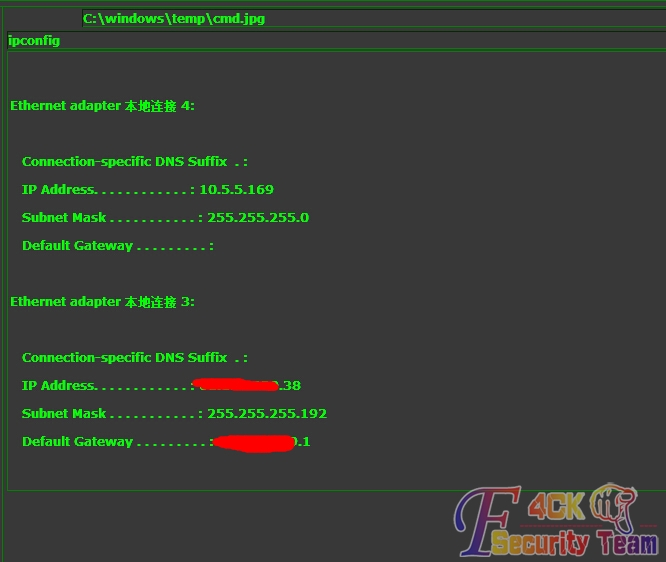 C:\windows\temp\cmd.jpg
ipconfig
Ethernet adapter 本地连接 4:
Connection-specific DNS Suffix . :
IP Address. . . . . . . . . . . . : 10.5.5.169
Subnet Mask . . . . . . . . . . . : 255.255.255.0
Default Gateway . . . . . . . . . :
Ethernet adapter 本地连接 3:
Connection-specific DNS Suffix . :
IP Address. . . . . . . . . . . . : .38
Subnet Mask . . . . . . . . . . . : 255.255.255.192
Default Gateway . . . . . . . . . : .1
F4CK
Security Team